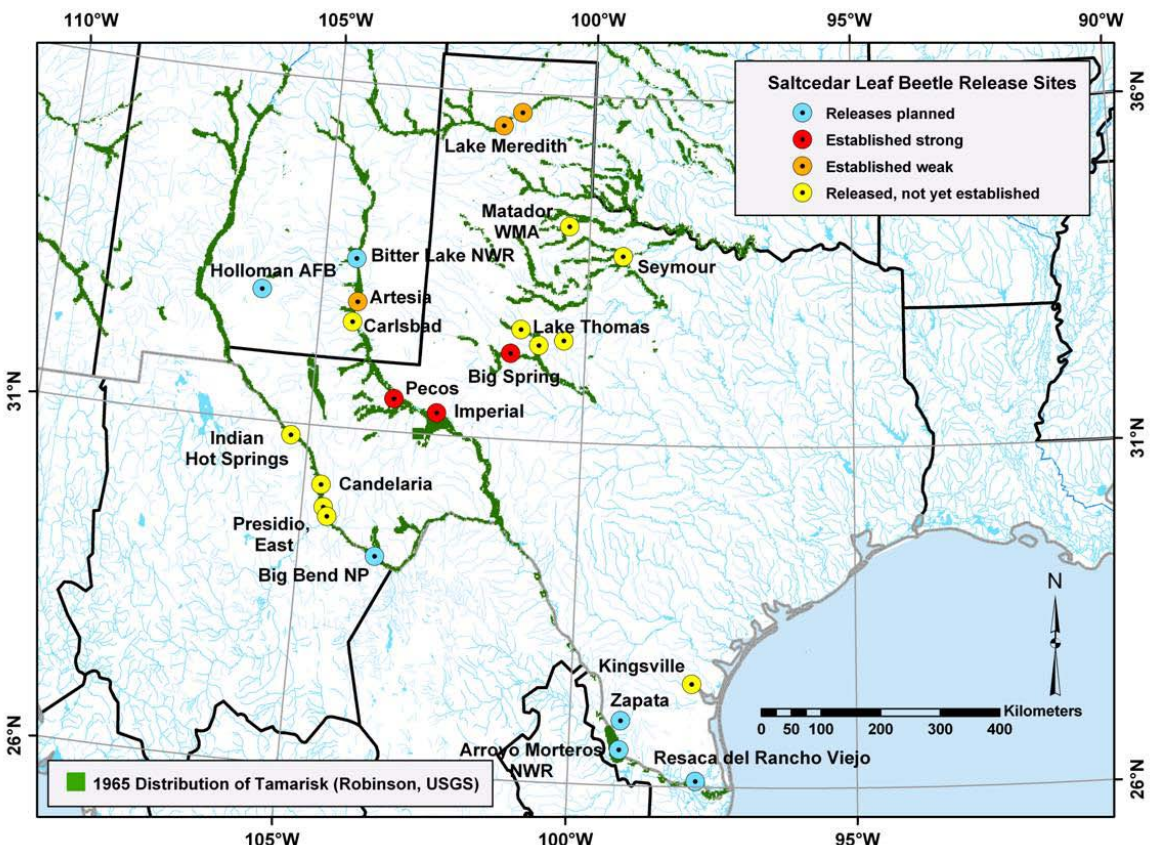 110°W
105°W
100°W
95°W
90°W
36°N
Saltcedar Leaf Beetle Release Sites
Releases planned
Established strong
Established weak
Released, not yet established
Lake Meredith
Matador
WMA
Bitter Lake NWR
Seymour
Holloman AFB
Artesia
Carlsbad
Lake Thomas
Big Spring
31°N
Pecos
Imperial
31°N
Indian
Hot Springs
Candelaria
Presidio,
East
Big Bend NP
N
Kingsville
Zapata
Kilometers
0 50 100 200 300 400
26°N
Arroyo Morteros
NWR
Resaca del Rancho Viejo
26°N
1965 Distribution of Tamarisk (Robinson, USGS)
105°W
100°W
95°W